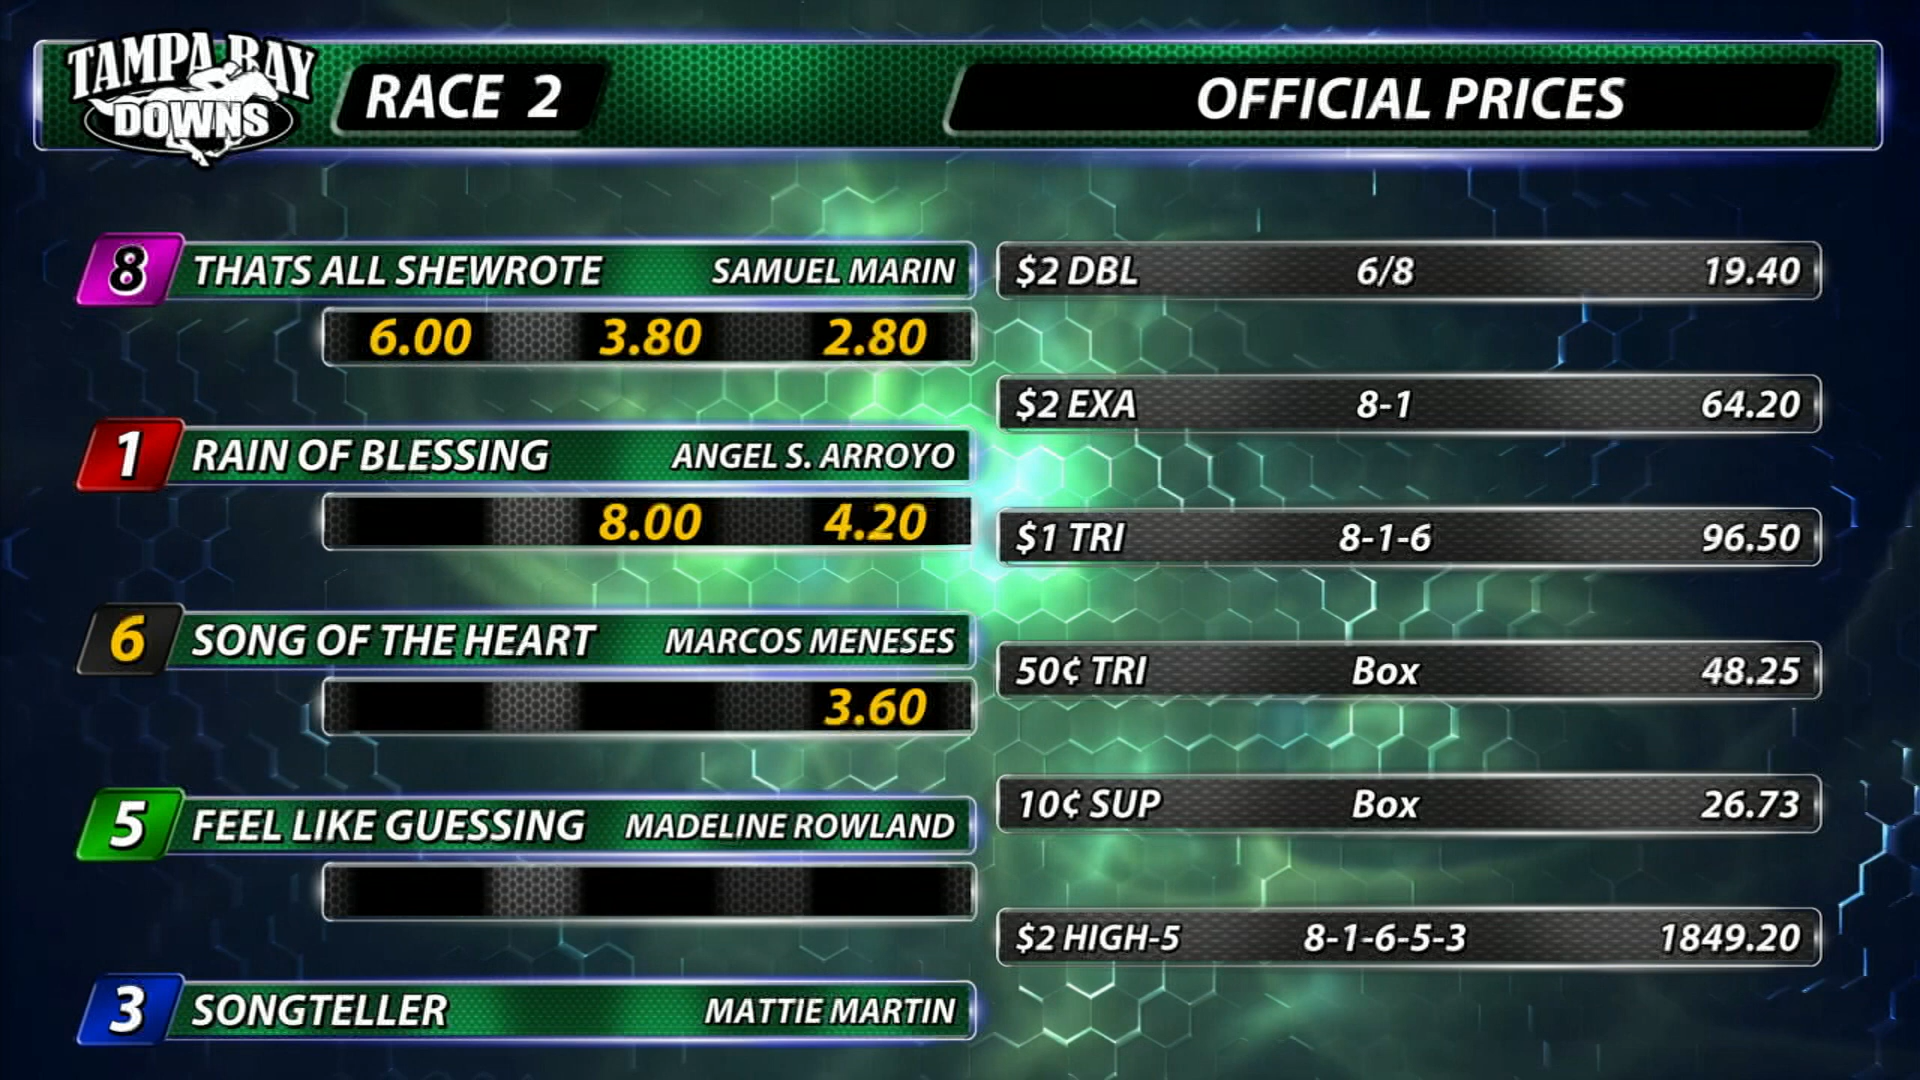 TAMPA BAY
DOWNS
RACE 2
OFFICIAL PRICES
8 THATS ALL SHEWROTE SAMUEL MARIN
6.00 3.80 2.80
1 RAIN OF BLESSING ANGEL S. ARROYO
8.00 4.20
6 SONG OF THE HEART MARCOS MENESES
3.60
5 FEEL LIKE GUESSING MADELINE ROWLAND
3 SONGTELLER MATTIE MARTIN
$2 DBL 6/8 19.40
$2 EXA 8-1 64.20
$1 TRI 8-1-6 96.50
50¢ TRI Box 48.25
10¢ SUP Box 26.73
$2 HIGH-5 8-1-6-5-3 1849.20